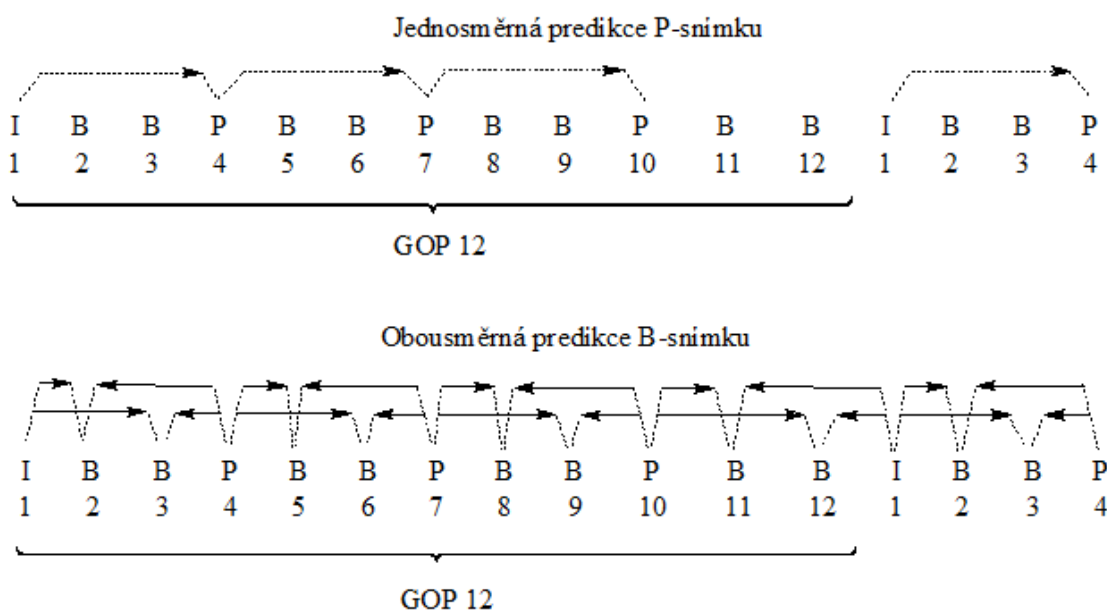 Jednosměrná predikce P-snímku
I B B P B B P B B P B B I B B P
1 2 3 4 5 6 7 8 9 10 11 12 1 2 3 4
GOP 12
Obousměrná predikce B-snímku
I B B P B B P B B P B B I B B P
1 2 3 4 5 6 7 8 9 10 11 12 1 2 3 4
GOP 12